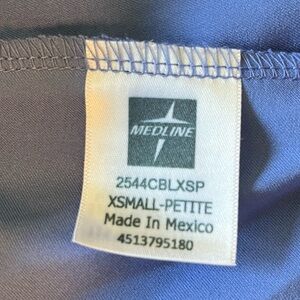 MEDLINE
2544CBLXSP
XSMALL-PETITE
Made In Mexico
4513795180